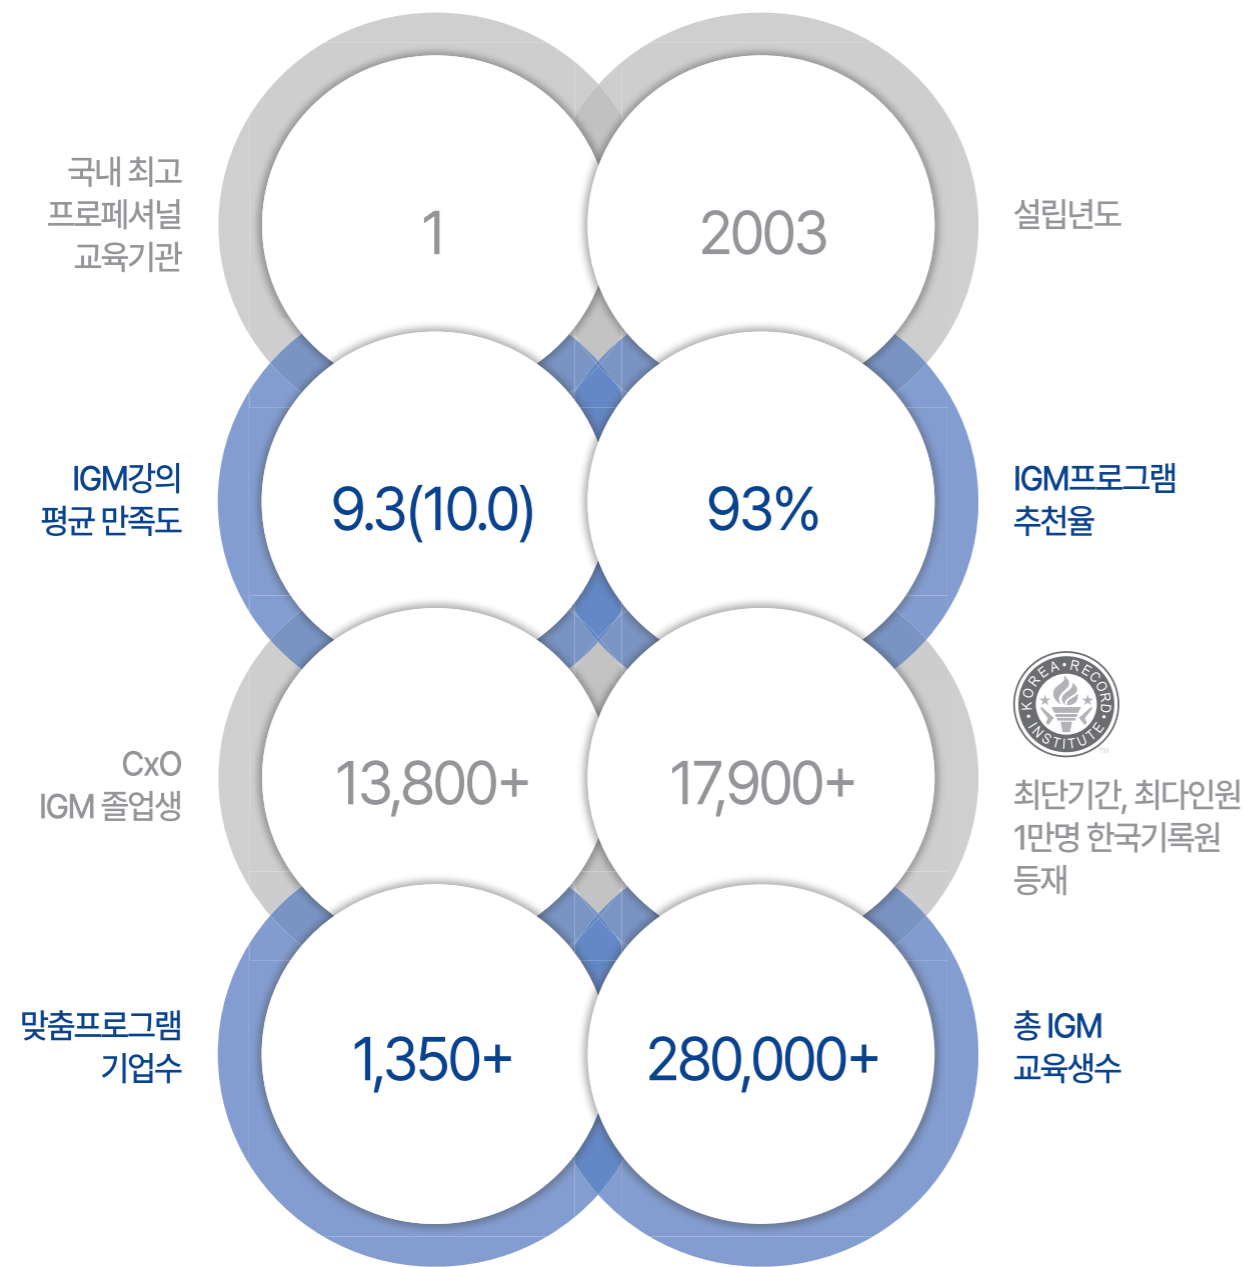 국내 최고
프로페셔널
교육기관
1
2003
설립년도
IGM강의
평균 만족도
9.3(10.0)
93%
IGM프로그램
추천율
CxO
IGM 졸업생
13,800+
17,900+
KOREA • RECORD • INSTITUTE •
TM
최단기간, 최다인원
1만명 한국기록원
등재
맞춤프로그램
기업수
1,350+
280,000+
총 IGM
교육생수